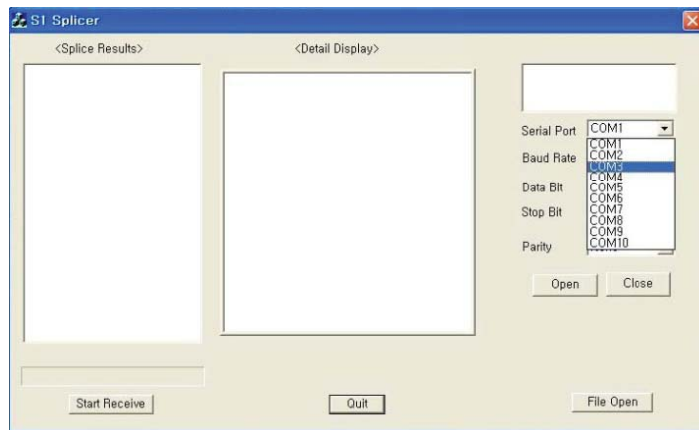 S1 Splicer
<Splice Results>
<Detail Display>
Serial Port
COM1
COM1
COM2
COM3
COM4
COM5
COM6
COM7
COM8
COM9
COM10
Baud Rate
Data Bit
Stop Bit
Parity
Open
Close
Start Receive
Quit
File Open